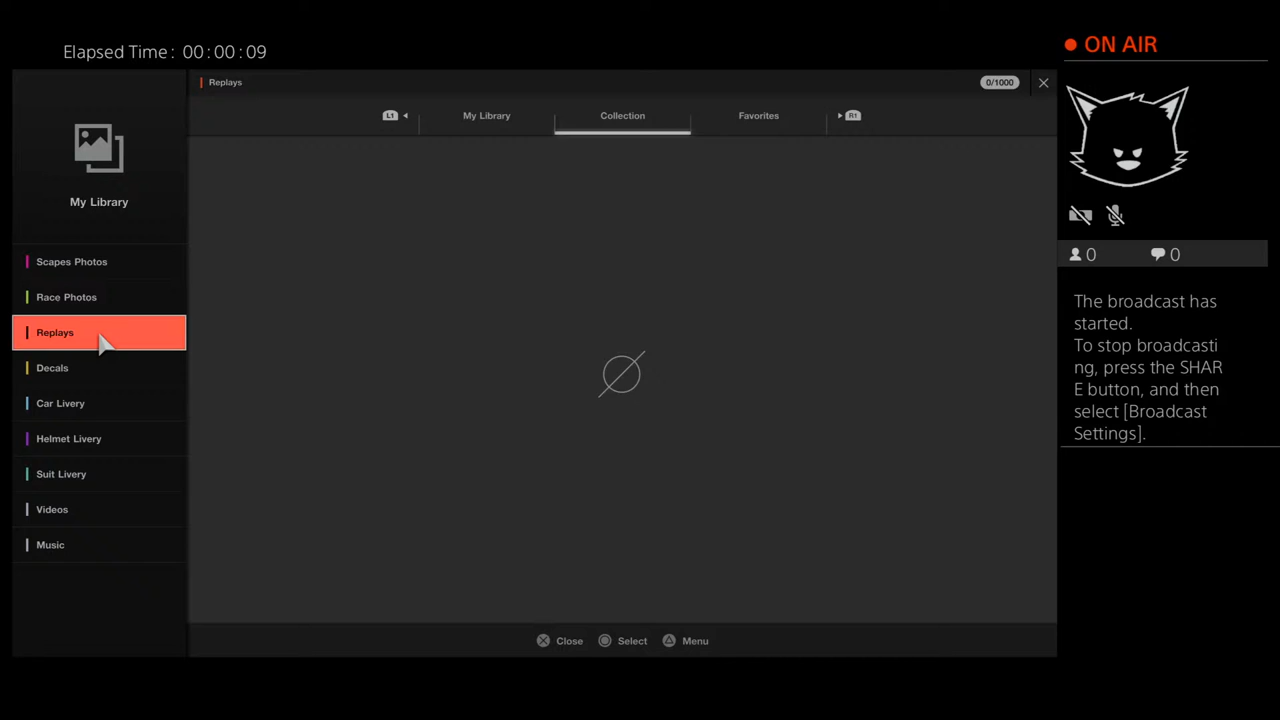 Elapsed Time : 00:00:09
ON AIR
Replays
0/1000
L1
My Library
Collection
Favorites
R1
My Library
Scapes Photos
Race Photos
Replays
Decals
Car Livery
Helmet Livery
Suit Livery
Videos
Music
0
0
The broadcast has
started.
To stop broadcasti
ng, press the SHAR
E button, and then
select [Broadcast
Settings].
Close
Select
Menu